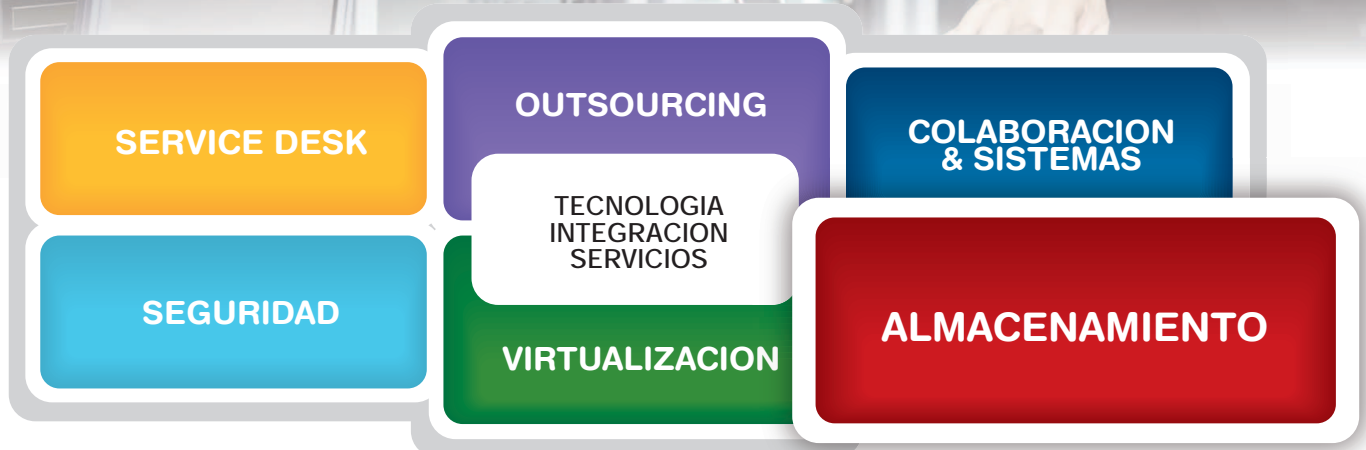 OUTSOURCING
SERVICE DESK
COLABORACION
& SISTEMAS
TECNOLOGIA
INTEGRACION
SERVICIOS
SEGURIDAD
ALMACENAMIENTO
VIRTUALIZACION